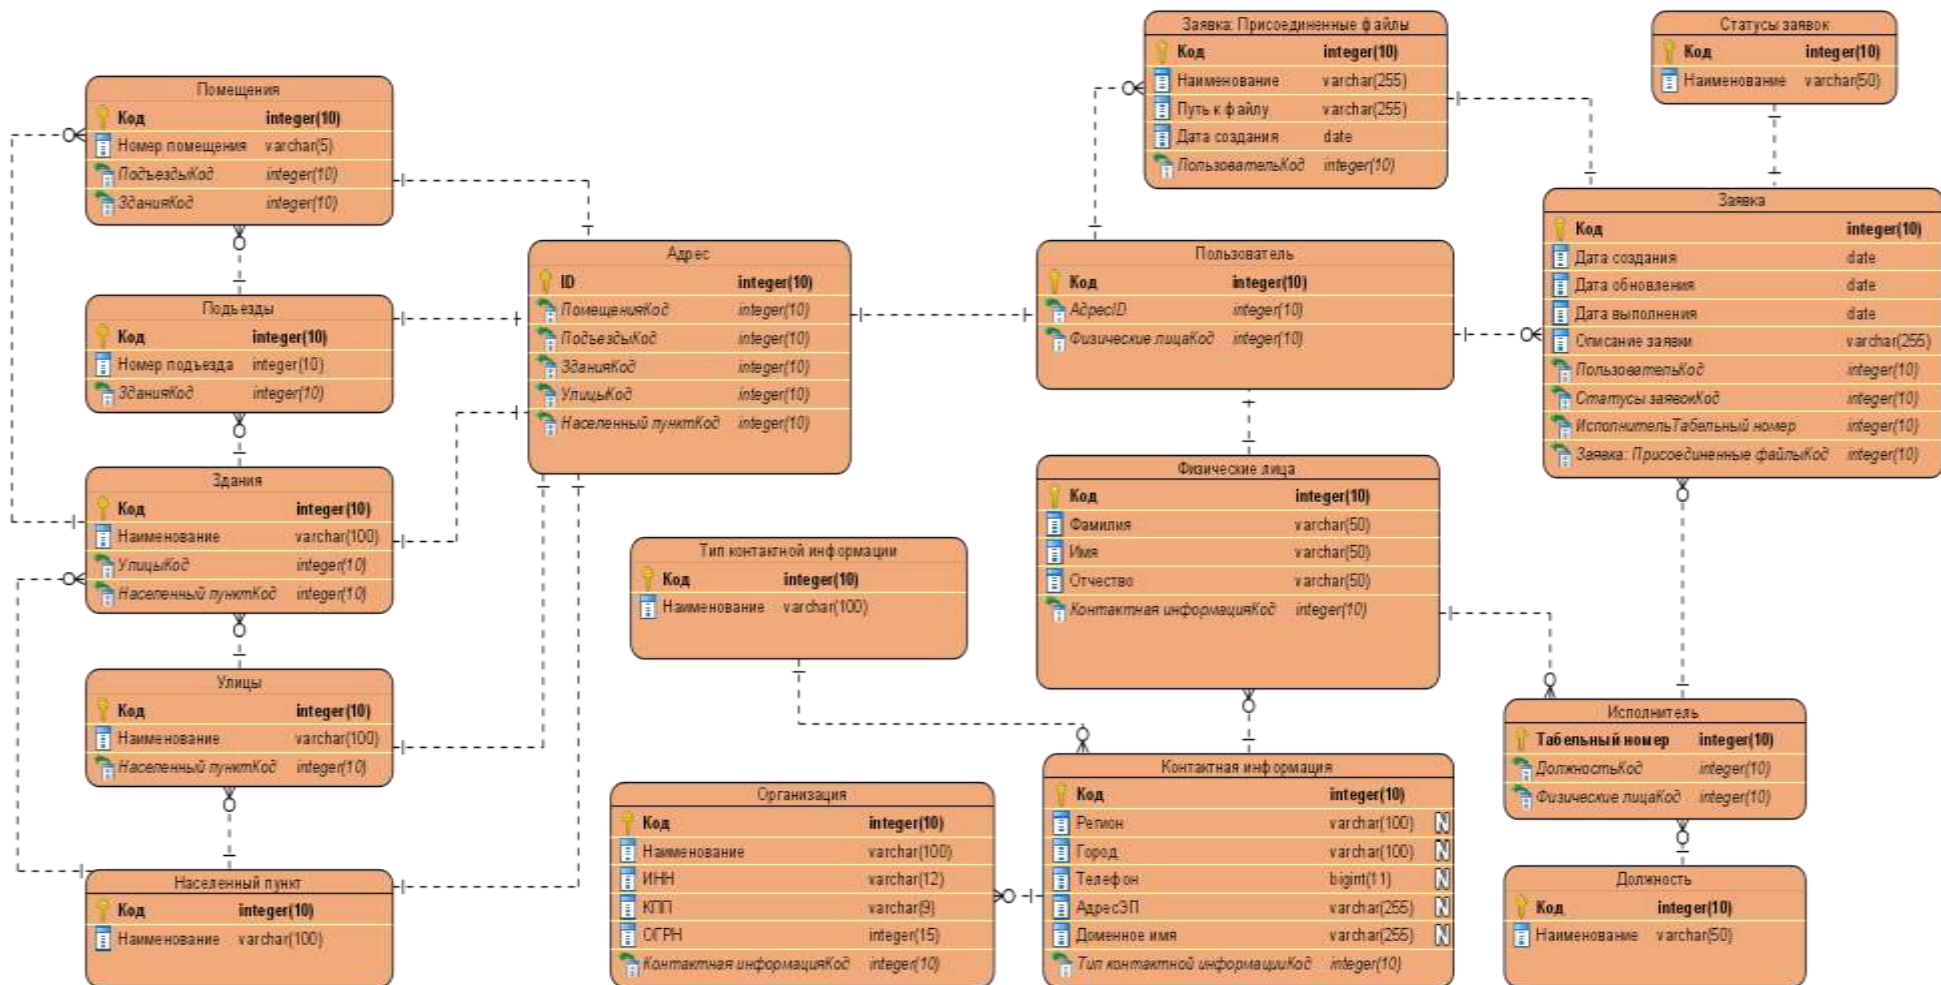 Заявка: Присоединенные файлы
Код integer(10)
Наименование varchar(255)
Путь к файлу varchar(255)
Дата создания date
ПользовательКод integer(10)
Статусы заявок
Код integer(10)
Наименование varchar(50)
Помещения
Код integer(10)
Номер помещения varchar(5)
ПодъездыКод integer(10)
ЗданияКод integer(10)
Заявка
Код integer(10)
Дата создания date
Дата обновления date
Дата выполнения date
Описание заявки varchar(255)
ПользовательКод integer(10)
Статусы заявокКод integer(10)
ИсполнительТабельный номер integer(10)
Заявка: Присоединенные файлыКод integer(10)
Адрес
ID integer(10)
ПомещенияКод integer(10)
ПодъездыКод integer(10)
ЗданияКод integer(10)
УлицыКод integer(10)
Населенный пунктКод integer(10)
Пользователь
Код integer(10)
АдресID integer(10)
Физические лицаКод integer(10)
Подъезды
Код integer(10)
Номер подъезда integer(10)
ЗданияКод integer(10)
Физические лица
Код integer(10)
Фамилия varchar(50)
Имя varchar(50)
Отчество varchar(50)
Контактная информацияКод integer(10)
Здания
Код integer(10)
Наименование varchar(100)
УлицыКод integer(10)
Населенный пунктКод integer(10)
Тип контактной информации
Код integer(10)
Наименование varchar(100)
Улицы
Код integer(10)
Наименование varchar(100)
Населенный пунктКод integer(10)
Исполнитель
Табельный номер integer(10)
ДолжностьКод integer(10)
Физические лицаКод integer(10)
Контактная информация
Код integer(10)
Регион varchar(100) N
Город varchar(100) N
Телефон bigint(11) N
АдресЭП varchar(255) N
Доменное имя varchar(255) N
Тип контактной информацииКод integer(10)
Организация
Код integer(10)
Наименование varchar(100)
ИНН varchar(12)
КПП varchar(9)
ОГРН integer(15)
Контактная информацияКод integer(10)
Населенный пункт
Код integer(10)
Наименование varchar(100)
Должность
Код integer(10)
Наименование varchar(50)